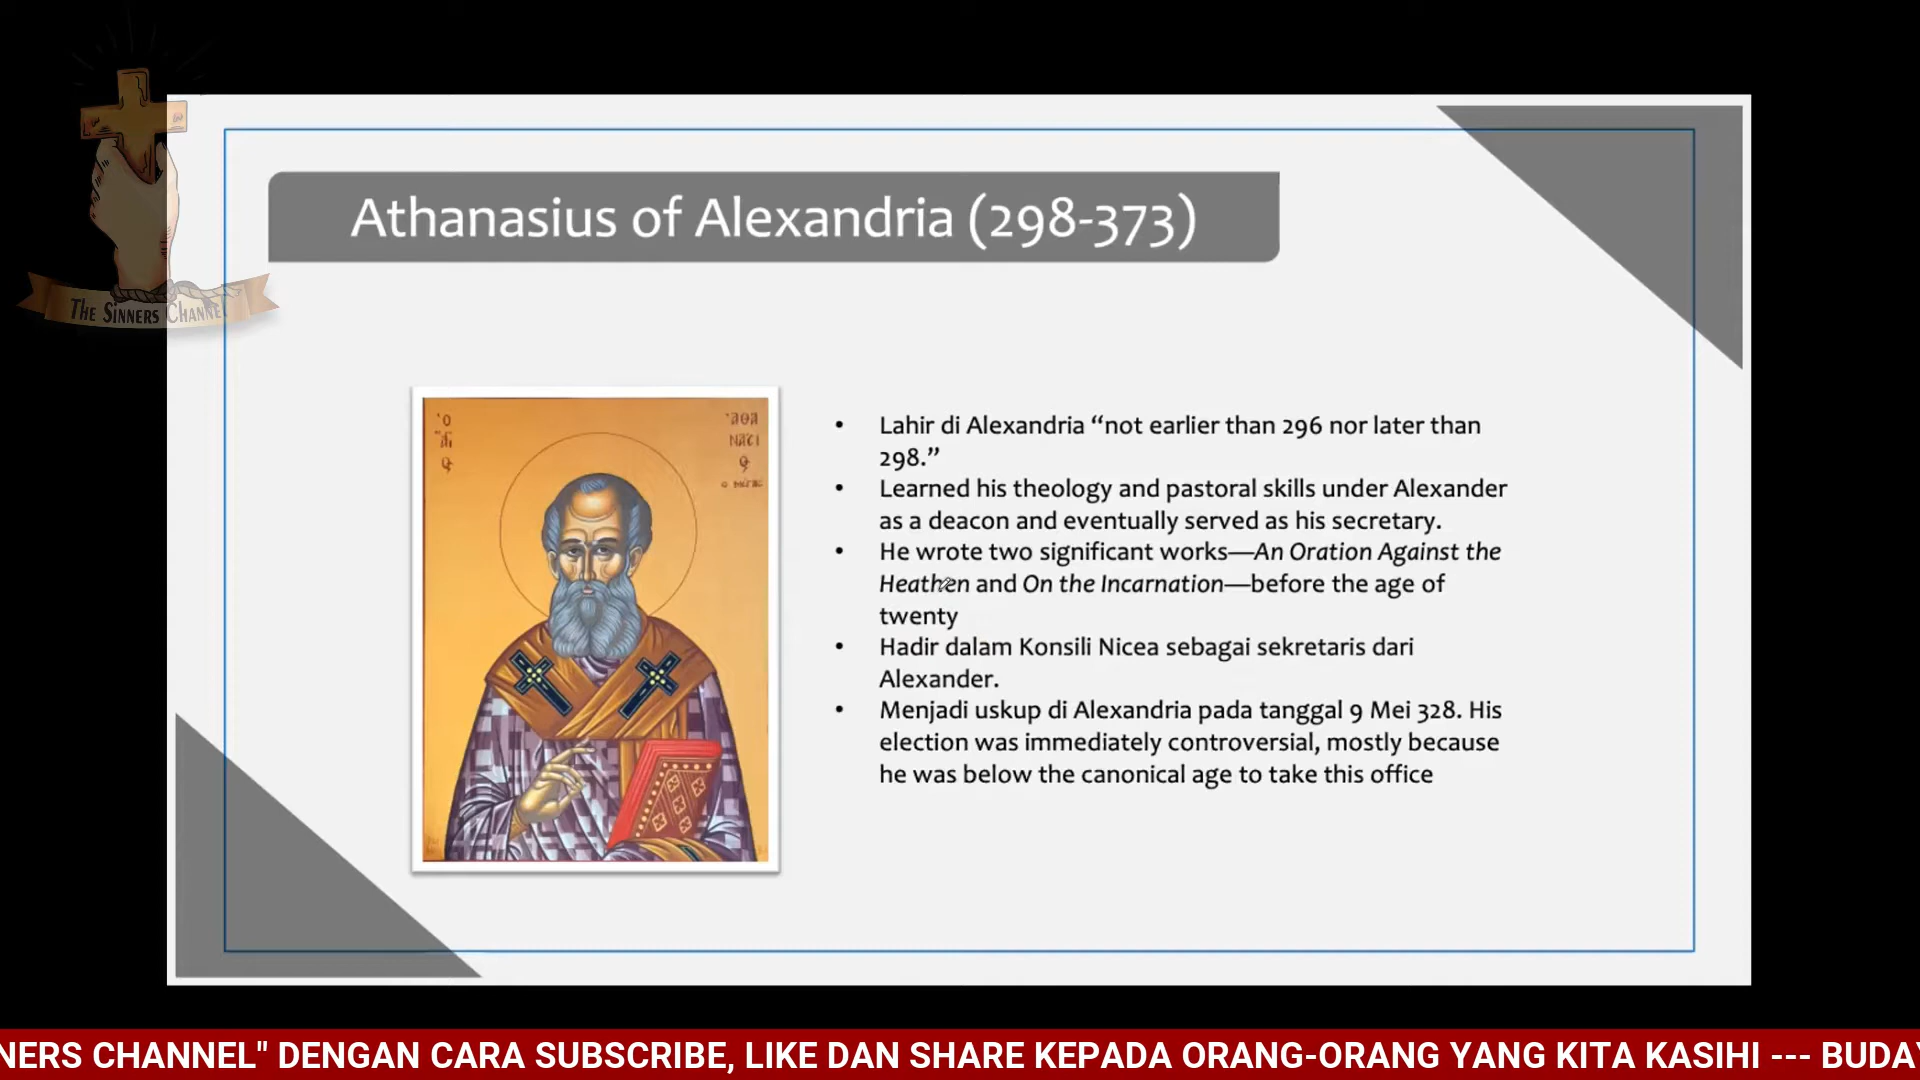 THE SINNERS CHANNEL
Athanasius of Alexandria (298-373)
• Lahir di Alexandria “not earlier than 296 nor later than
298.”
• Learned his theology and pastoral skills under Alexander
as a deacon and eventually served as his secretary.
• He wrote two significant works—An Oration Against the
Heathen and On the Incarnation—before the age of
twenty
• Hadir dalam Konsili Nicea sebagai sekretaris dari
Alexander.
• Menjadi uskup di Alexandria pada tanggal 9 Mei 328. His
election was immediately controversial, mostly because
he was below the canonical age to take this office
NERS CHANNEL" DENGAN CARA SUBSCRIBE, LIKE DAN SHARE KEPADA ORANG-ORANG YANG KITA KASIHI --- BUDAY